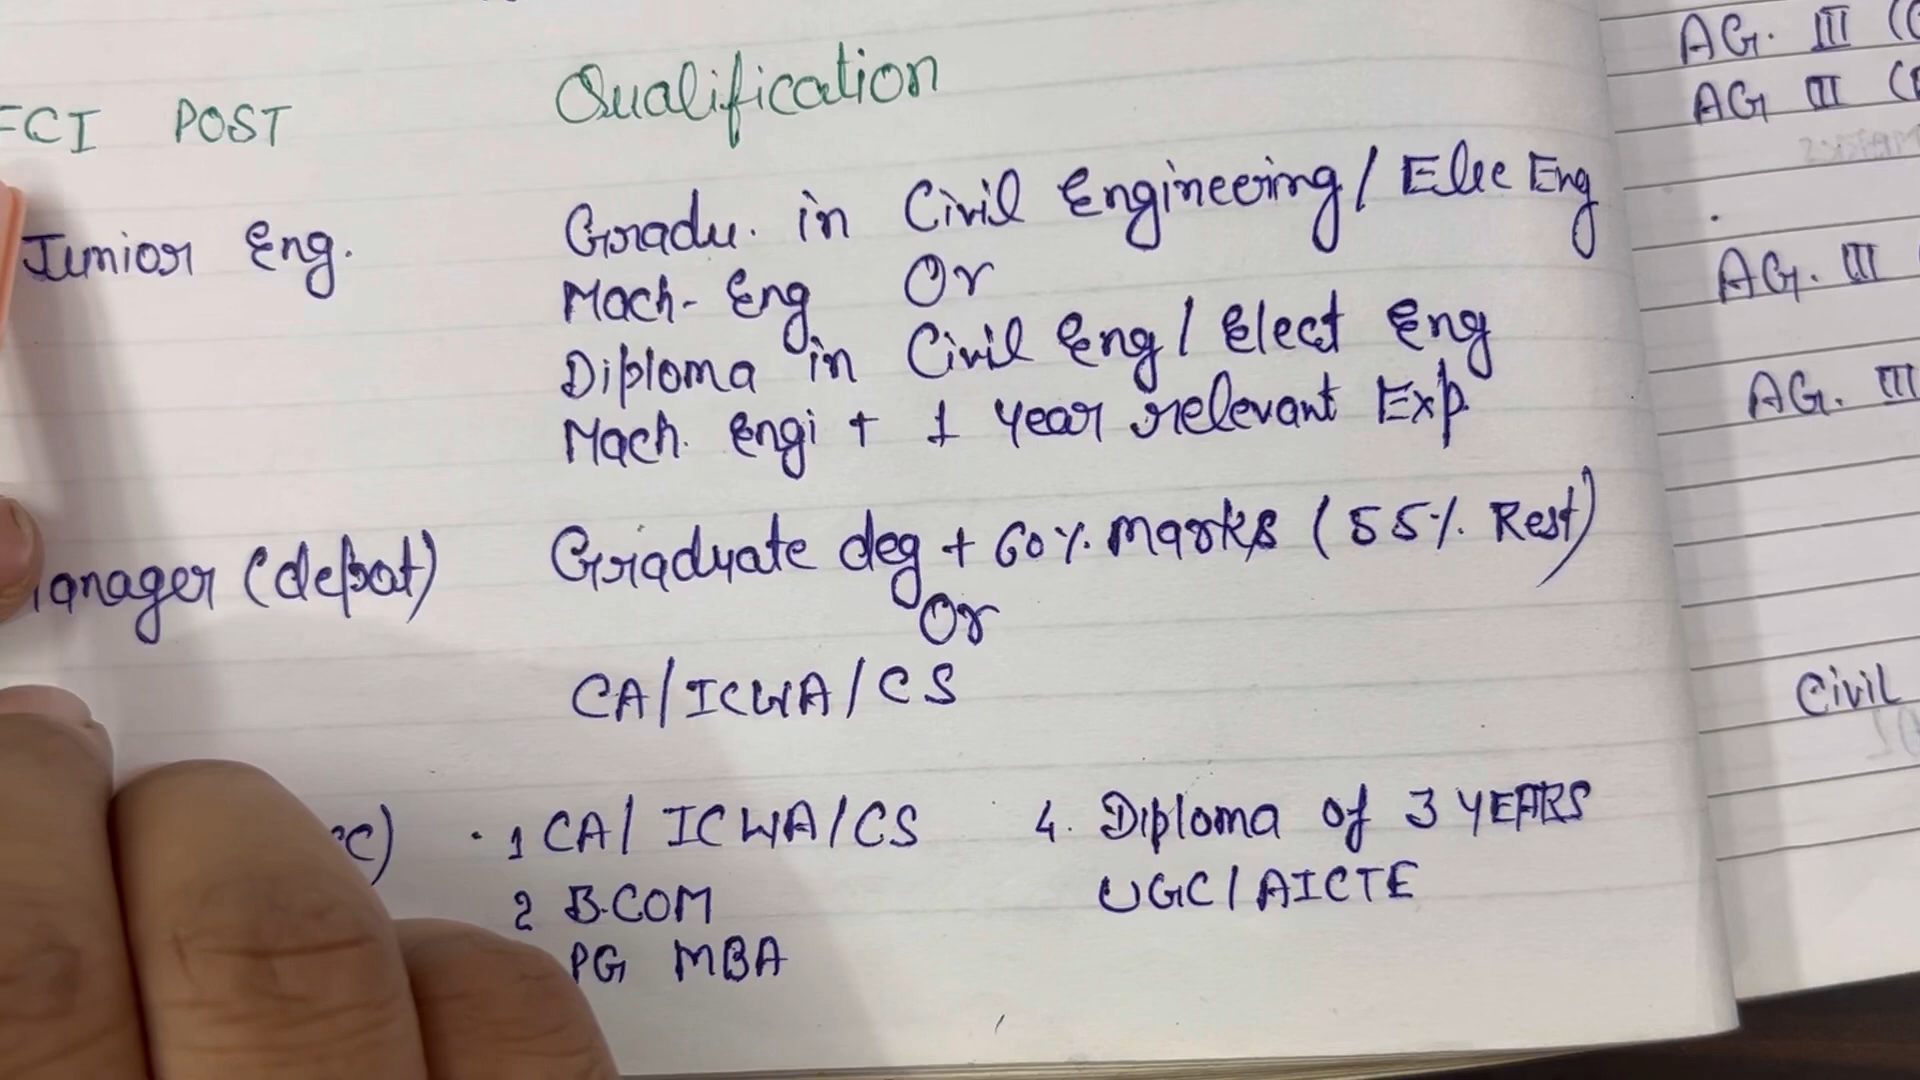 FCI POST Qualification
Junior Eng. Gradu. in Civil Engineering/ Elec Eng
Mach- Eng Or
Diploma in Civil Eng/ Elect Eng
Mach. Engi + 1 Year relevant Exp.
Manager (depot) Graduate deg + 60% Marks (55% Rest)
Or
CA/ICWA/CS
1 CA/ ICWA/CS
2 B.COM
PG MBA
4. Diploma of 3 YEARS
UGC/AICTE
AG. III
AG III
AG. III
AG. III
Civil